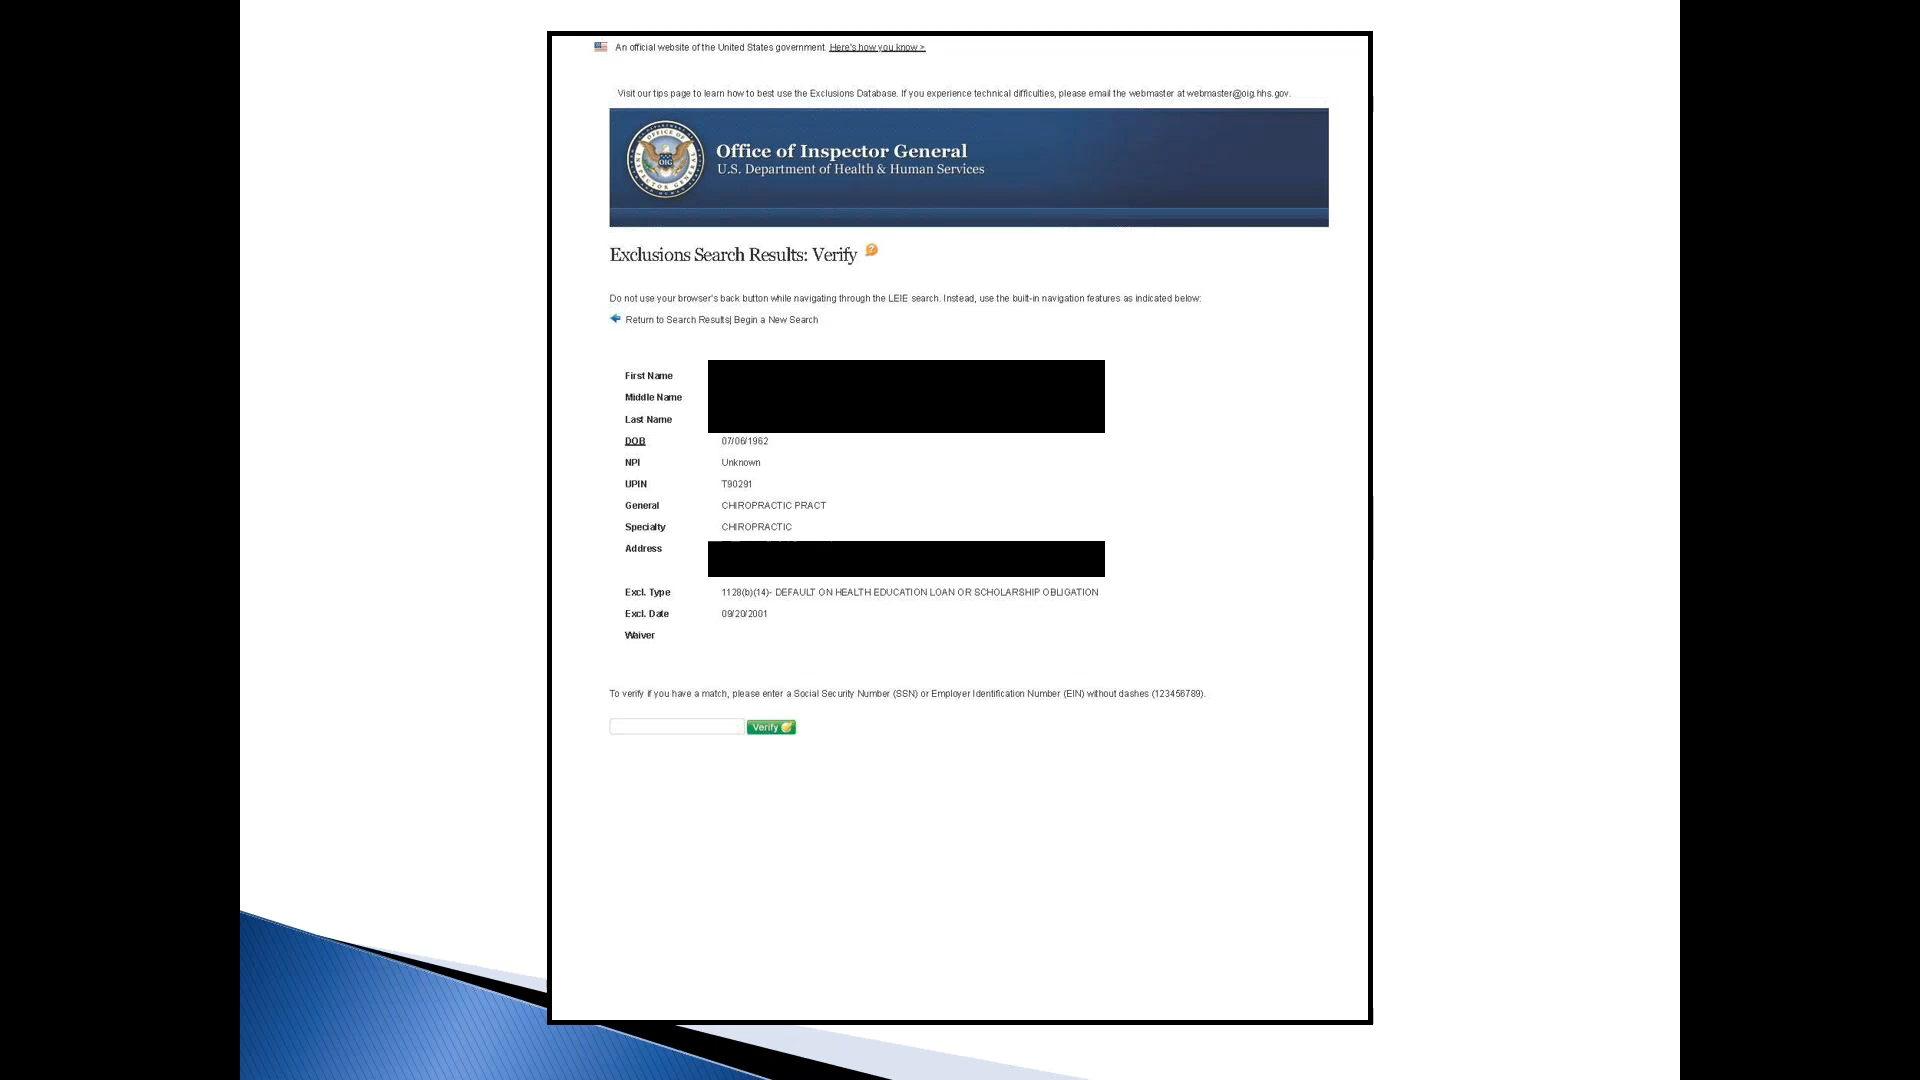 An official website of the United States government. Here's how you know >
Visit our tips page to learn how to best use the Exclusions Database. If you experience technical difficulties, please email the webmaster at webmaster@oig.hhs.gov.
Office of Inspector General
U.S. Department of Health & Human Services
Exclusions Search Results: Verify
Do not use your browser's back button while navigating through the LEIE search. Instead, use the built-in navigation features as indicated below:
Return to Search Results| Begin a New Search
First Name
Middle Name
Last Name
DOB 07/06/1962
NPI Unknown
UPIN T90291
General CHIROPRACTIC PRACT
Specialty CHIROPRACTIC
Address
Excl. Type 1128(b)(14)- DEFAULT ON HEALTH EDUCATION LOAN OR SCHOLARSHIP OBLIGATION
Excl. Date 09/20/2001
Waiver
To verify if you have a match, please enter a Social Security Number (SSN) or Employer Identification Number (EIN) without dashes (123456789).
Verify